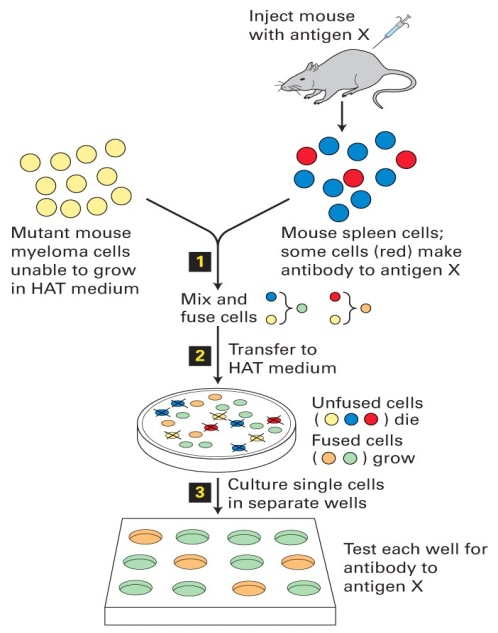 Inject mouse
with antigen X
Mutant mouse
myeloma cells
unable to grow
in HAT medium
Mouse spleen cells;
some cells (red) make
antibody to antigen X
1
Mix and
fuse cells
2
Transfer to
HAT medium
Unfused cells
( ) die
Fused cells
( ) grow
3
Culture single cells
in separate wells
Test each well for
antibody to
antigen X